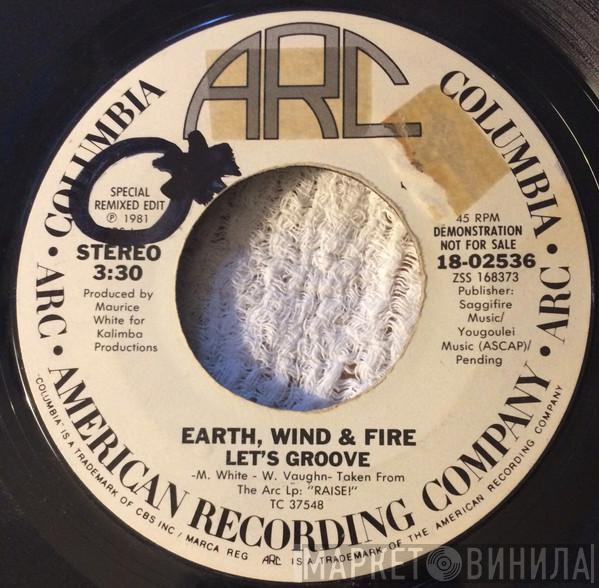 ARC
COLUMBIA • ARC • AMERICAN RECORDING COMPANY • ARC • COLUMBIA
SPECIAL
REMIXED EDIT
℗ 1981
STEREO
3:30
Produced by
Maurice
White for
Kalimba
Productions
45 RPM
DEMONSTRATION
NOT FOR SALE
18-02536
ZSS 168373
Publisher:
Saggifire
Music/
Yougoulei
Music (ASCAP)/
Pending
EARTH, WIND & FIRE
LET'S GROOVE
-M. White - W. Vaughn- Taken From
The Arc Lp: "RAISE!"
TC 37548
"COLUMBIA" IS A TRADEMARK OF CBS INC./ MARCA REG ARC IS A TRADEMARK OF THE AMERICAN RECORDING COMPANY
МАРКЕТ ВИНИЛА